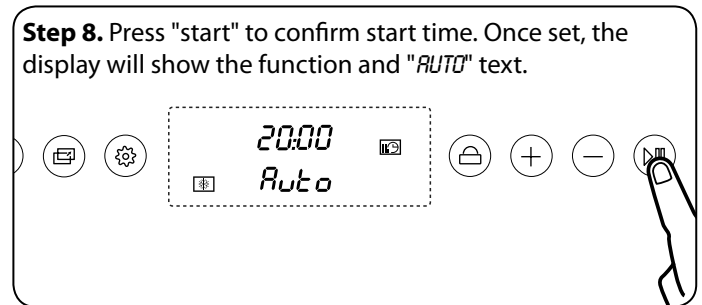 Step 8. Press "start" to confirm start time. Once set, the
display will show the function and "AUTO" text.
20:00
Auto